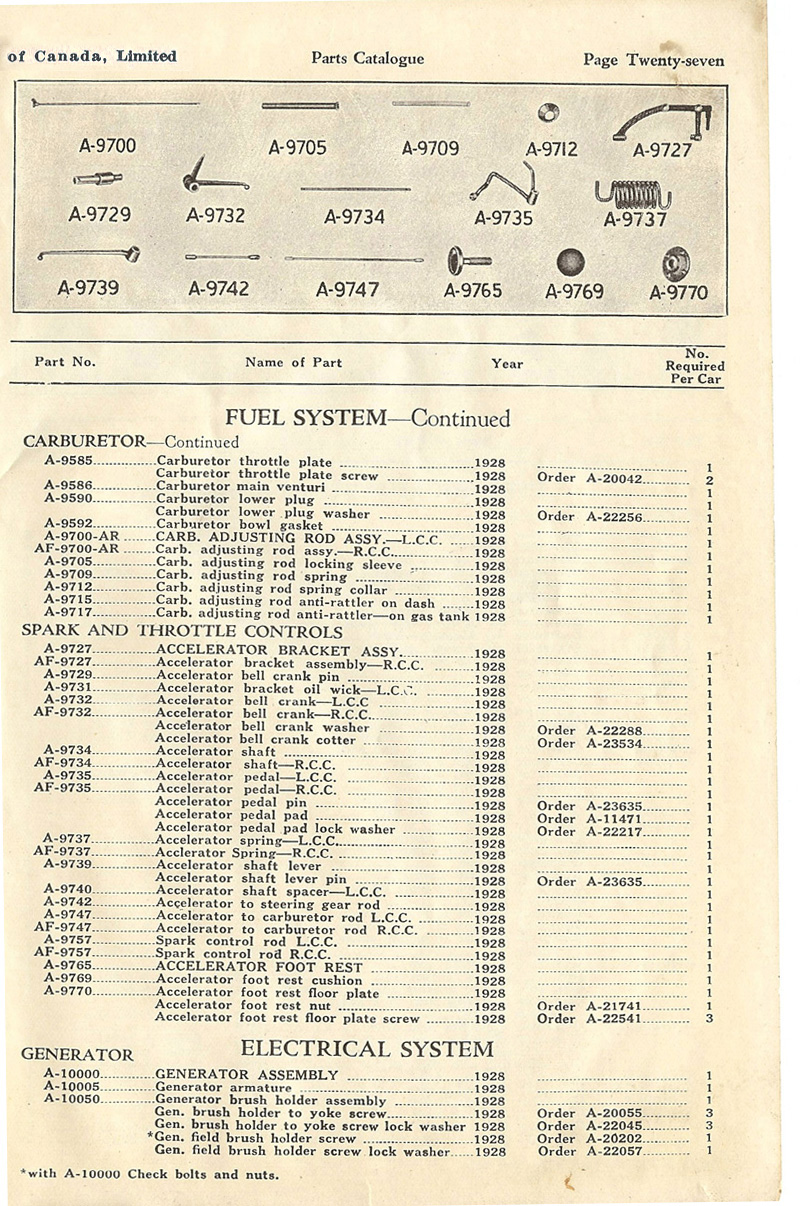 of Canada, Limited Parts Catalogue Page Twenty-seven
A-9700 A-9705 A-9709 A-9712 A-9727
A-9729 A-9732 A-9734 A-9735 A-9737
A-9739 A-9742 A-9747 A-9765 A-9769 A-9770
Part No. Name of Part Year No. Required Per Car
FUEL SYSTEM—Continued
CARBURETOR—Continued
A-9585 Carburetor throttle plate 1928 1
Carburetor throttle plate screw 1928 Order A-20042 2
A-9586 Carburetor main venturi 1928 1
A-9590 Carburetor lower plug 1928 1
Carburetor lower plug washer 1928 Order A-22256 1
A-9592 Carburetor bowl gasket 1928 1
A-9700-AR CARB. ADJUSTING ROD ASSY.—L.C.C. 1928 1
AF-9700-AR Carb. adjusting rod assy.—R.C.C. 1928 1
A-9705 Carb. adjusting rod locking sleeve 1928 1
A-9709 Carb. adjusting rod spring 1928 1
A-9712 Carb. adjusting rod spring collar 1928 1
A-9715 Carb. adjusting rod anti-rattler on dash 1928 1
A-9717 Carb. adjusting rod anti-rattler—on gas tank 1928 1
SPARK AND THROTTLE CONTROLS
A-9727 ACCELERATOR BRACKET ASSY. 1928 1
AF-9727 Accelerator bracket assembly—R.C.C. 1928 1
A-9729 Accelerator bell crank pin 1928 1
A-9731 Accelerator bracket oil wick—L.C.C. 1928 1
A-9732 Accelerator bell crank—L.C.C 1928 1
AF-9732 Accelerator bell crank—R.C.C. 1928 1
Accelerator bell crank washer 1928 Order A-22288 1
Accelerator bell crank cotter 1928 Order A-23534 1
A-9734 Accelerator shaft 1928 1
AF-9734 Accelerator shaft—R.C.C. 1928 1
A-9735 Accelerator pedal—L.C.C. 1928 1
AF-9735 Accelerator pedal—R.C.C. 1928 1
Accelerator pedal pin 1928 Order A-23635 1
Accelerator pedal pad 1928 Order A-11471 1
Accelerator pedal pad lock washer 1928 Order A-22217 1
A-9737 Accelerator spring—L.C.C. 1928 1
AF-9737 Acclerator Spring—R.C.C. 1928 1
A-9739 Accelerator shaft lever 1928 1
Accelerator shaft lever pin 1928 Order A-23635 1
A-9740 Accelerator shaft spacer—L.C.C. 1928 1
A-9742 Accelerator to steering gear rod 1928 1
A-9747 Accelerator to carburetor rod L.C.C. 1928 1
AF-9747 Accelerator to carburetor rod R.C.C. 1928 1
A-9757 Spark control rod L.C.C. 1928 1
AF-9757 Spark control rod R.C.C. 1928 1
A-9765 ACCELERATOR FOOT REST 1928 1
A-9769 Accelerator foot rest cushion 1928 1
A-9770 Accelerator foot rest floor plate 1928 1
Accelerator foot rest nut 1928 Order A-21741 1
Accelerator foot rest floor plate screw 1928 Order A-22541 3
ELECTRICAL SYSTEM
GENERATOR
A-10000 GENERATOR ASSEMBLY 1928 1
A-10005 Generator armature 1928 1
A-10050 Generator brush holder assembly 1928 1
Gen. brush holder to yoke screw 1928 Order A-20055 3
Gen. brush holder to yoke screw lock washer 1928 Order A-22045 3
*Gen. field brush holder screw 1928 Order A-20202 1
Gen. field brush holder screw lock washer 1928 Order A-22057 1
*with A-10000 Check bolts and nuts.